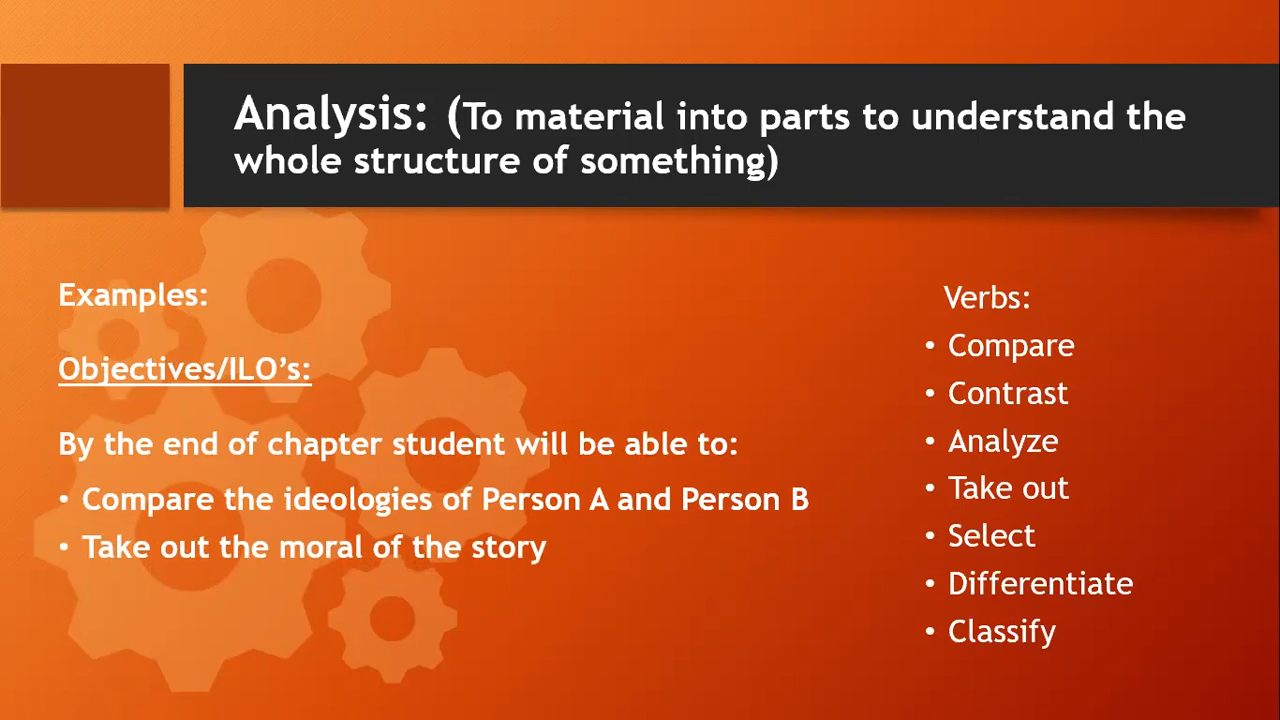 Analysis: (To material into parts to understand the
whole structure of something)
Examples:
Objectives/ILO’s:
By the end of chapter student will be able to:
• Compare the ideologies of Person A and Person B
• Take out the moral of the story
Verbs:
• Compare
• Contrast
• Analyze
• Take out
• Select
• Differentiate
• Classify